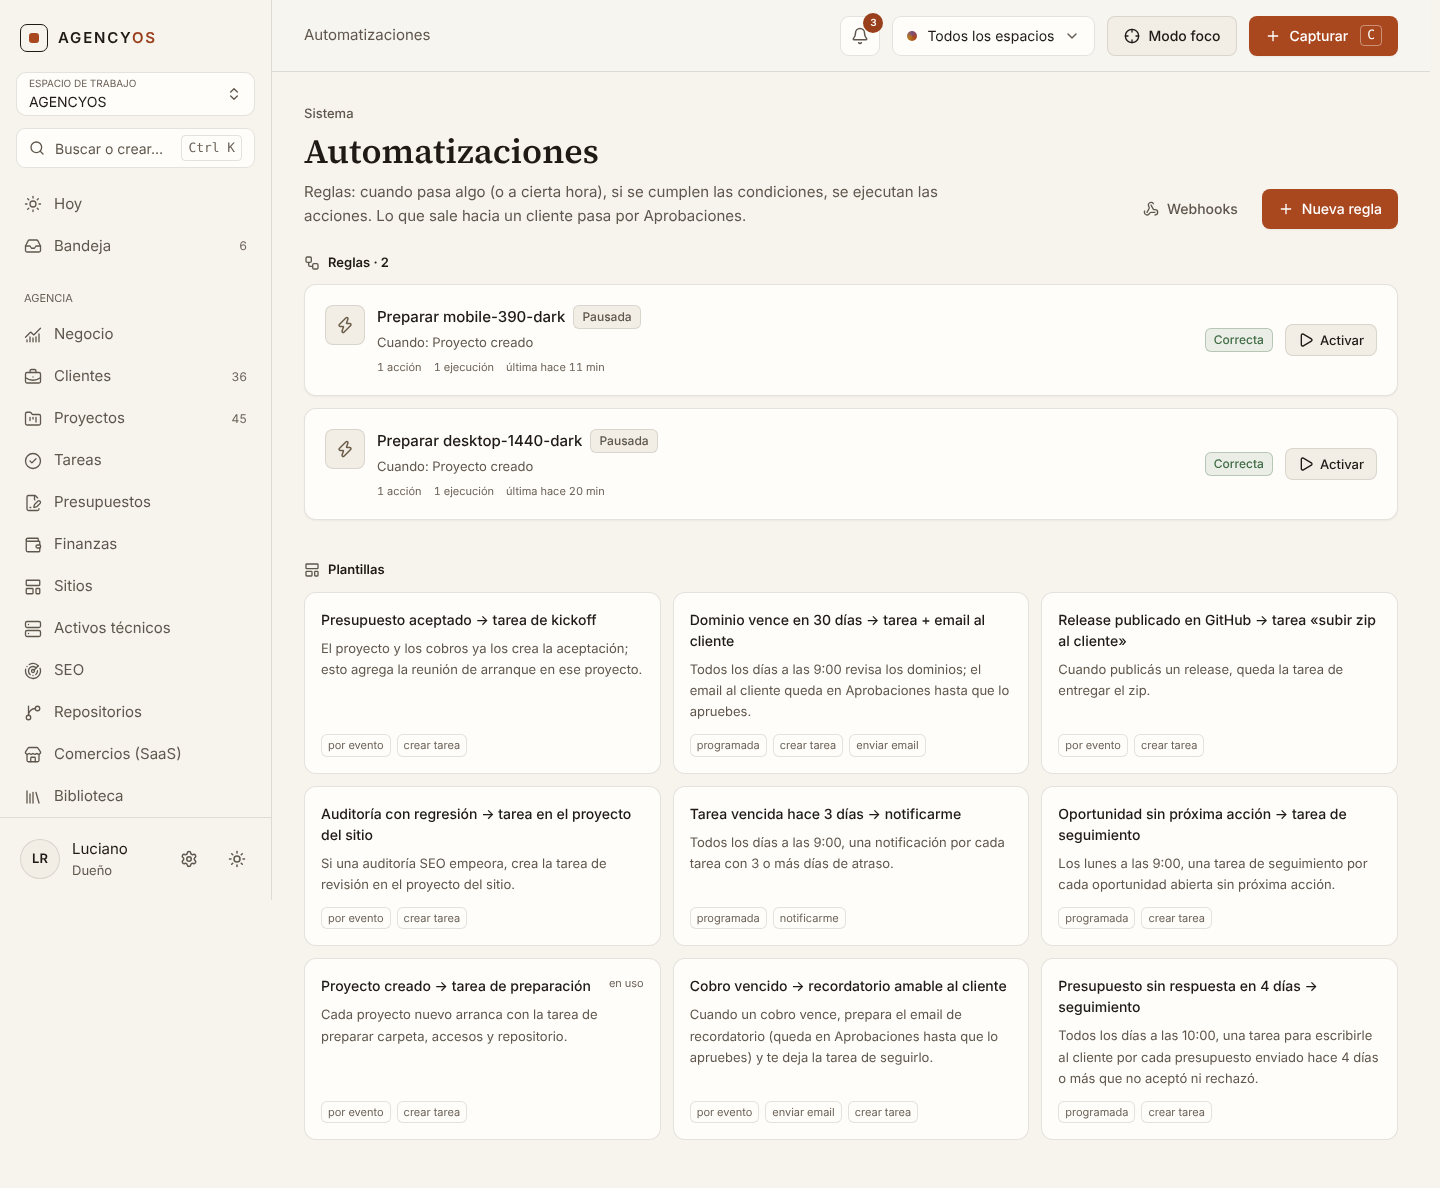 AGENCYOS
ESPACIO DE TRABAJO
AGENCYOS
Buscar o crear... Ctrl K
Hoy
Bandeja 6
AGENCIA
Negocio
Clientes 36
Proyectos 45
Tareas
Presupuestos
Finanzas
Sitios
Activos técnicos
SEO
Repositorios
Comercios (SaaS)
Biblioteca
LR Luciano
Dueño
Automatizaciones
3
Todos los espacios
Modo foco
+ Capturar C
Sistema
Automatizaciones
Reglas: cuando pasa algo (o a cierta hora), si se cumplen las condiciones, se ejecutan las
acciones. Lo que sale hacia un cliente pasa por Aprobaciones.
Webhooks
+ Nueva regla
Reglas · 2
Preparar mobile-390-dark Pausada
Cuando: Proyecto creado
1 acción 1 ejecución última hace 11 min
Correcta Activar
Preparar desktop-1440-dark Pausada
Cuando: Proyecto creado
1 acción 1 ejecución última hace 20 min
Correcta Activar
Plantillas
Presupuesto aceptado → tarea de kickoff
El proyecto y los cobros ya los crea la aceptación;
esto agrega la reunión de arranque en ese proyecto.
por evento crear tarea
Dominio vence en 30 días → tarea + email al
cliente
Todos los días a las 9:00 revisa los dominios; el
email al cliente queda en Aprobaciones hasta que lo
apruebes.
programada crear tarea enviar email
Release publicado en GitHub → tarea «subir zip
al cliente»
Cuando publicás un release, queda la tarea de
entregar el zip.
por evento crear tarea
Auditoría con regresión → tarea en el proyecto
del sitio
Si una auditoría SEO empeora, crea la tarea de
revisión en el proyecto del sitio.
por evento crear tarea
Tarea vencida hace 3 días → notificarme
Todos los días a las 9:00, una notificación por cada
tarea con 3 o más días de atraso.
programada notificarme
Oportunidad sin próxima acción → tarea de
seguimiento
Los lunes a las 9:00, una tarea de seguimiento por
cada oportunidad abierta sin próxima acción.
programada crear tarea
Proyecto creado → tarea de preparación en uso
Cada proyecto nuevo arranca con la tarea de
preparar carpeta, accesos y repositorio.
por evento crear tarea
Cobro vencido → recordatorio amable al cliente
Cuando un cobro vence, prepara el email de
recordatorio (queda en Aprobaciones hasta que lo
apruebes) y te deja la tarea de seguirlo.
por evento enviar email crear tarea
Presupuesto sin respuesta en 4 días →
seguimiento
Todos los días a las 10:00, una tarea para escribirle
al cliente por cada presupuesto enviado hace 4 días
o más que no aceptó ni rechazó.
programada crear tarea